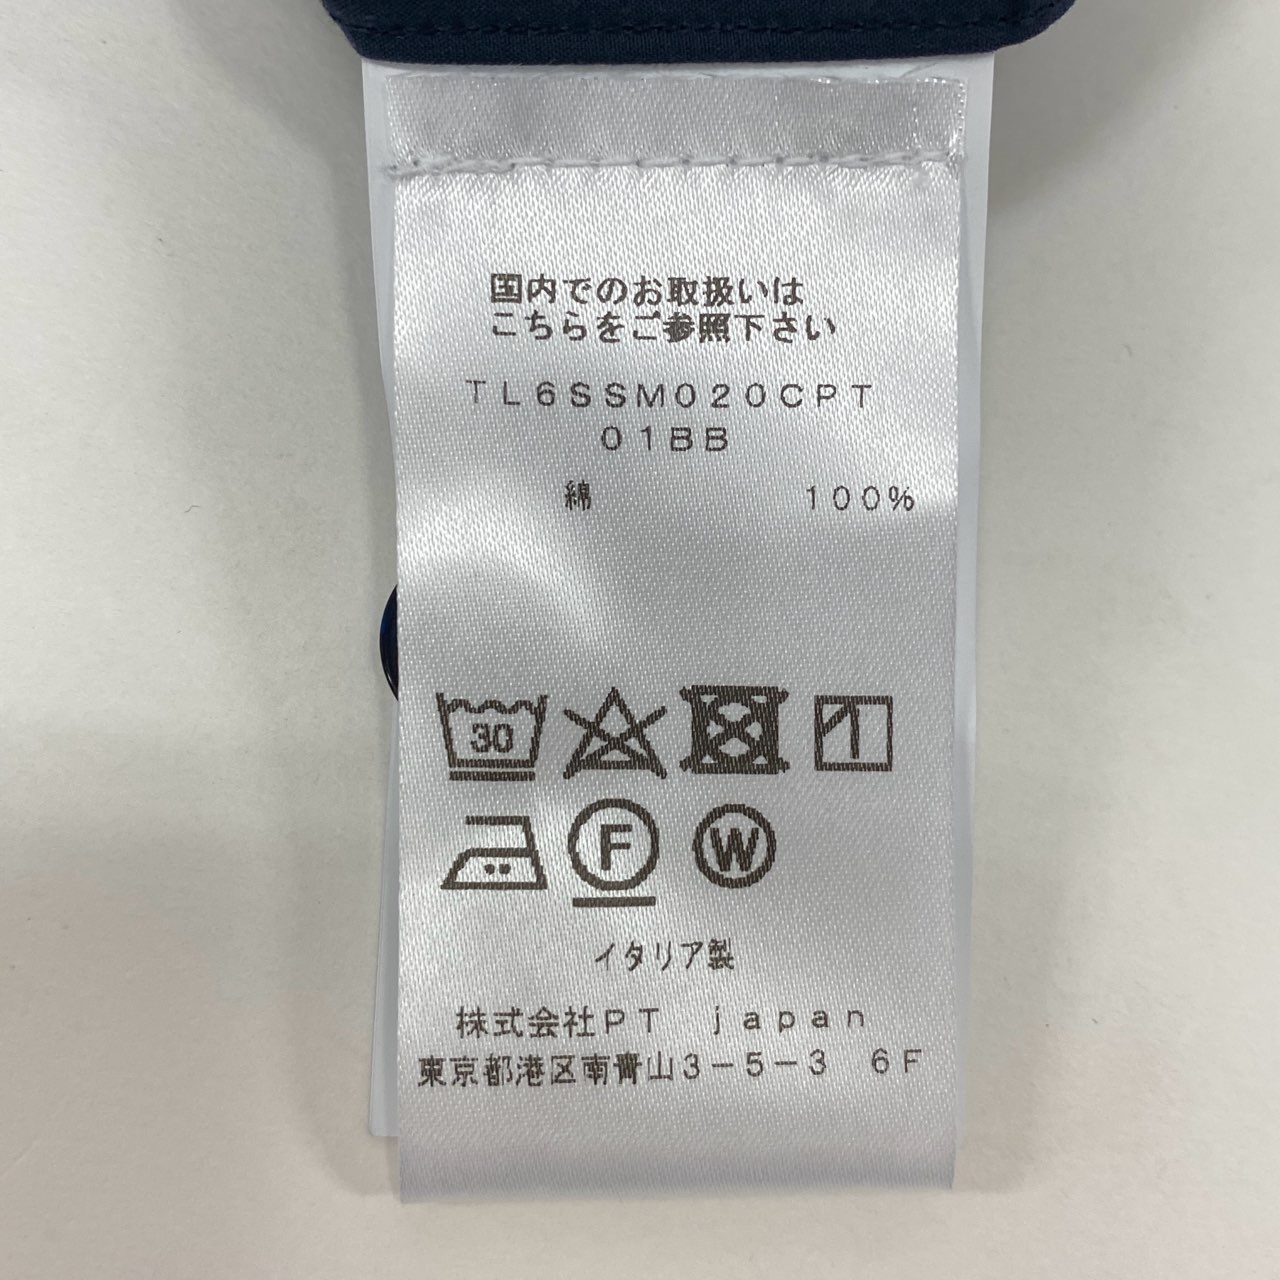 国内でのお取扱いは
こちらをご参照下さい
TL6SSM020CPT
01BB
綿 100%
30
F W
イタリア製
株式会社PT japan
東京都港区南青山3-5-3 6F